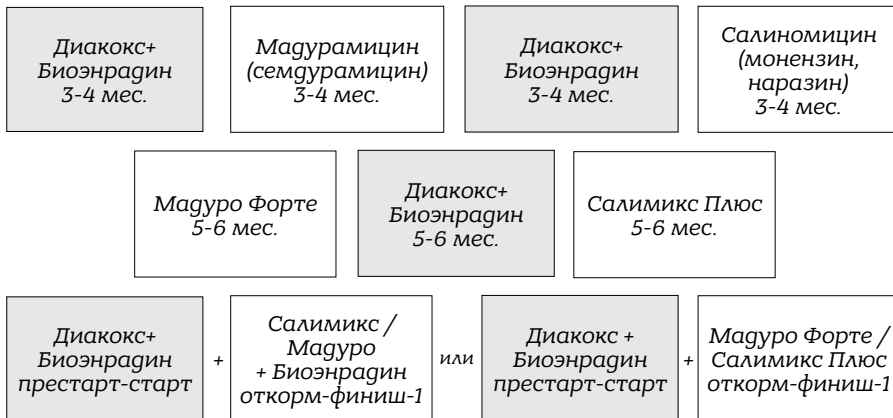 Диакокс+
Биоэнрадин
3-4 мес.
Мадурамицин
(семдурамицин)
3-4 мес.
Диакокс+
Биоэнрадин
3-4 мес.
Салиномицин
(монензин,
наразин)
3-4 мес.
Мадуро Форте
5-6 мес.
Диакокс+
Биоэнрадин
5-6 мес.
Салимикс Плюс
5-6 мес.
Диакокс+
Биоэнрадин
престарт-старт
+
Салимикс /
Мадуро
+ Биоэнрадин
откорм-финиш-1
или
Диакокс +
Биоэнрадин
престарт-старт
+
Мадуро Форте /
Салимикс Плюс
откорм-финиш-1